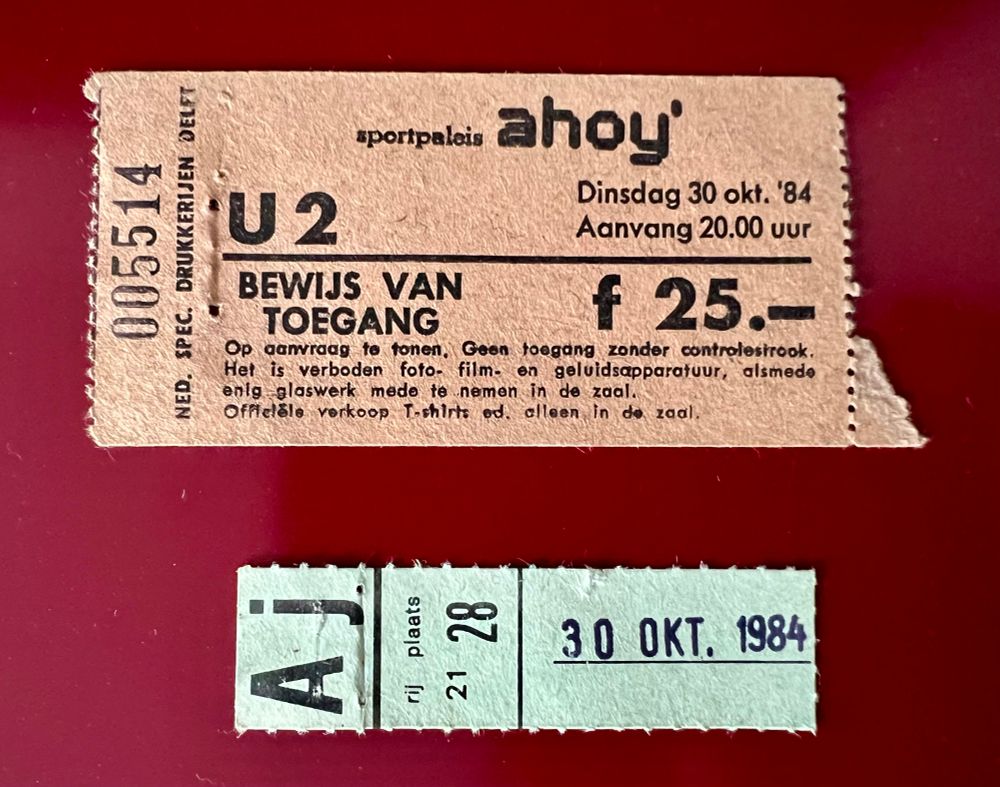 005514
NED. SPEC. DRUKKERIJEN DELFT
sportpaleis ahoy'
U 2
Dinsdag 30 okt. '84
Aanvang 20.00 uur
BEWIJS VAN
TOEGANG
f 25.—
Op aanvraag te tonen. Geen toegang zonder controlestrook.
Het is verboden foto- film- en geluidsapparatuur, alsmede
enig glaswerk mede te nemen in de zaal.
Officiële verkoop T-shirts ed. alleen in de zaal.
Aj
rij plaats
21 28
30 OKT. 1984